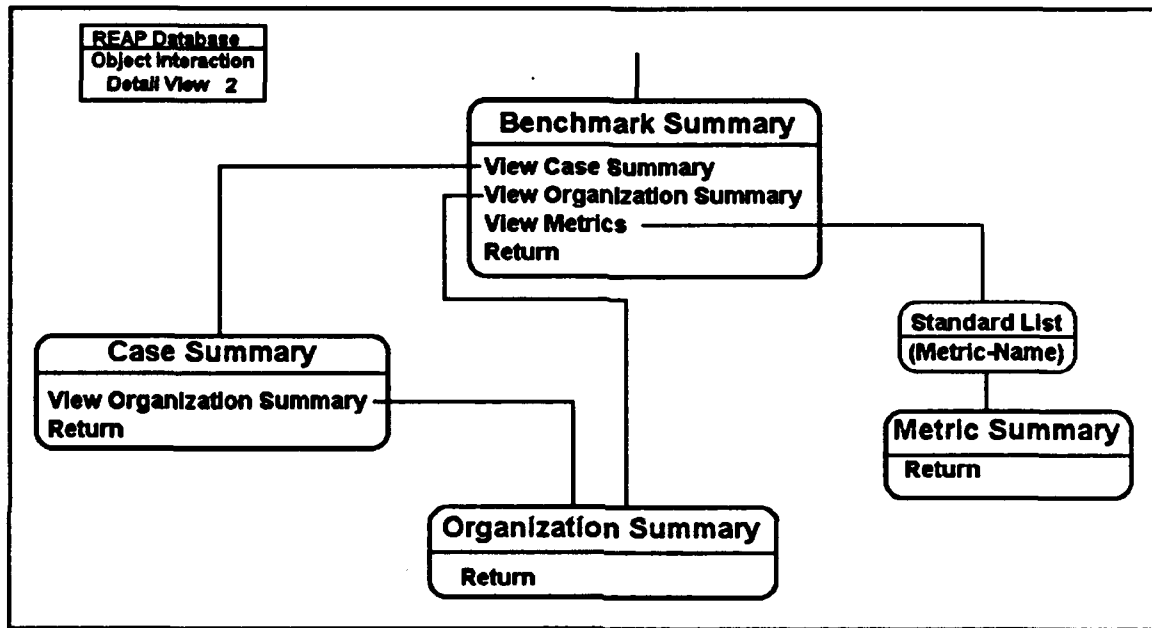 REAP Database
Object Interaction
Detail View 2
Benchmark Summary
View Case Summary
View Organization Summary
View Metrics
Return
Standard List
(Metric-Name)
Case Summary
View Organization Summary
Return
Metric Summary
Return
Organization Summary
Return